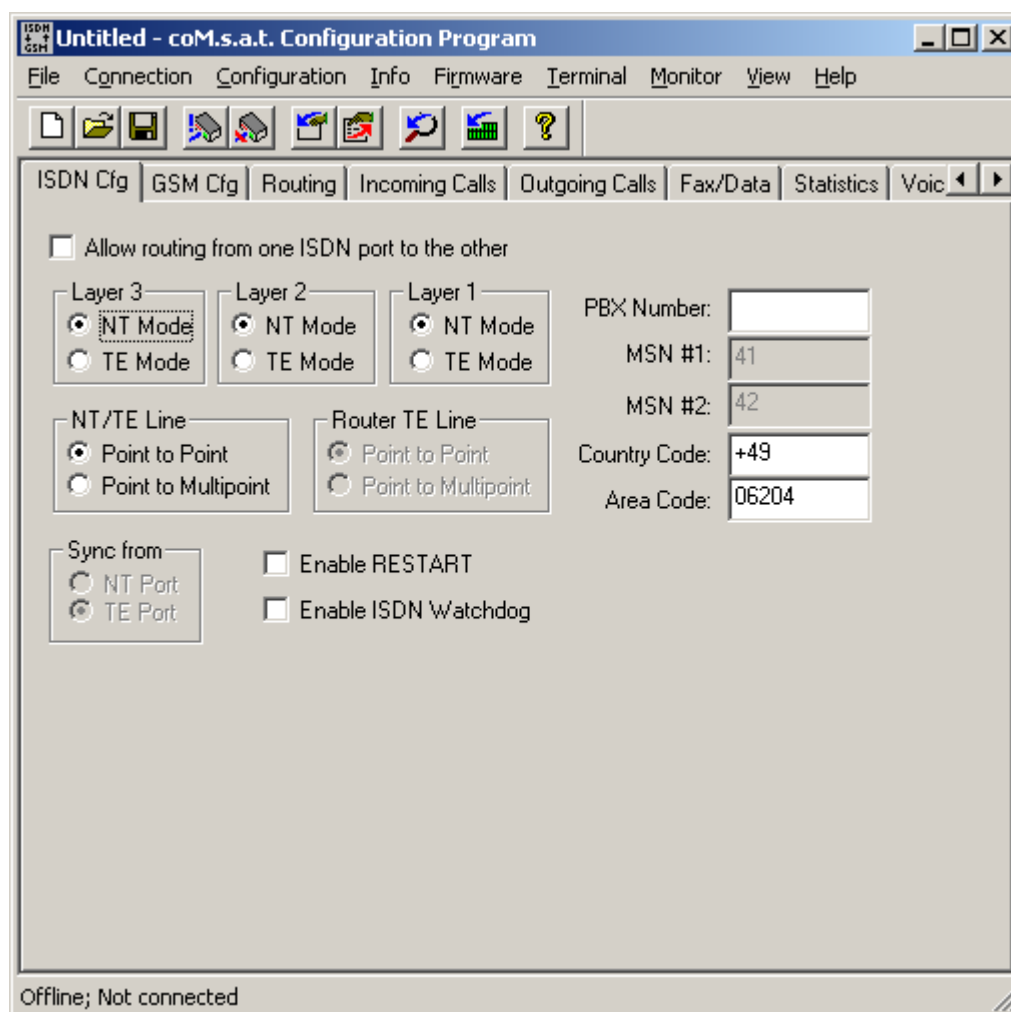 ISDN GSM Untitled - coM.s.a.t. Configuration Program
File Connection Configuration Info Firmware Terminal Monitor View Help
ISDN Cfg GSM Cfg Routing Incoming Calls Outgoing Calls Fax/Data Statistics Voic
Allow routing from one ISDN port to the other
Layer 3
NT Mode
TE Mode
Layer 2
NT Mode
TE Mode
Layer 1
NT Mode
TE Mode
PBX Number:
MSN #1: 41
MSN #2: 42
Country Code: +49
Area Code: 06204
NT/TE Line
Point to Point
Point to Multipoint
Router TE Line
Point to Point
Point to Multipoint
Sync from
NT Port
TE Port
Enable RESTART
Enable ISDN Watchdog
Offline; Not connected